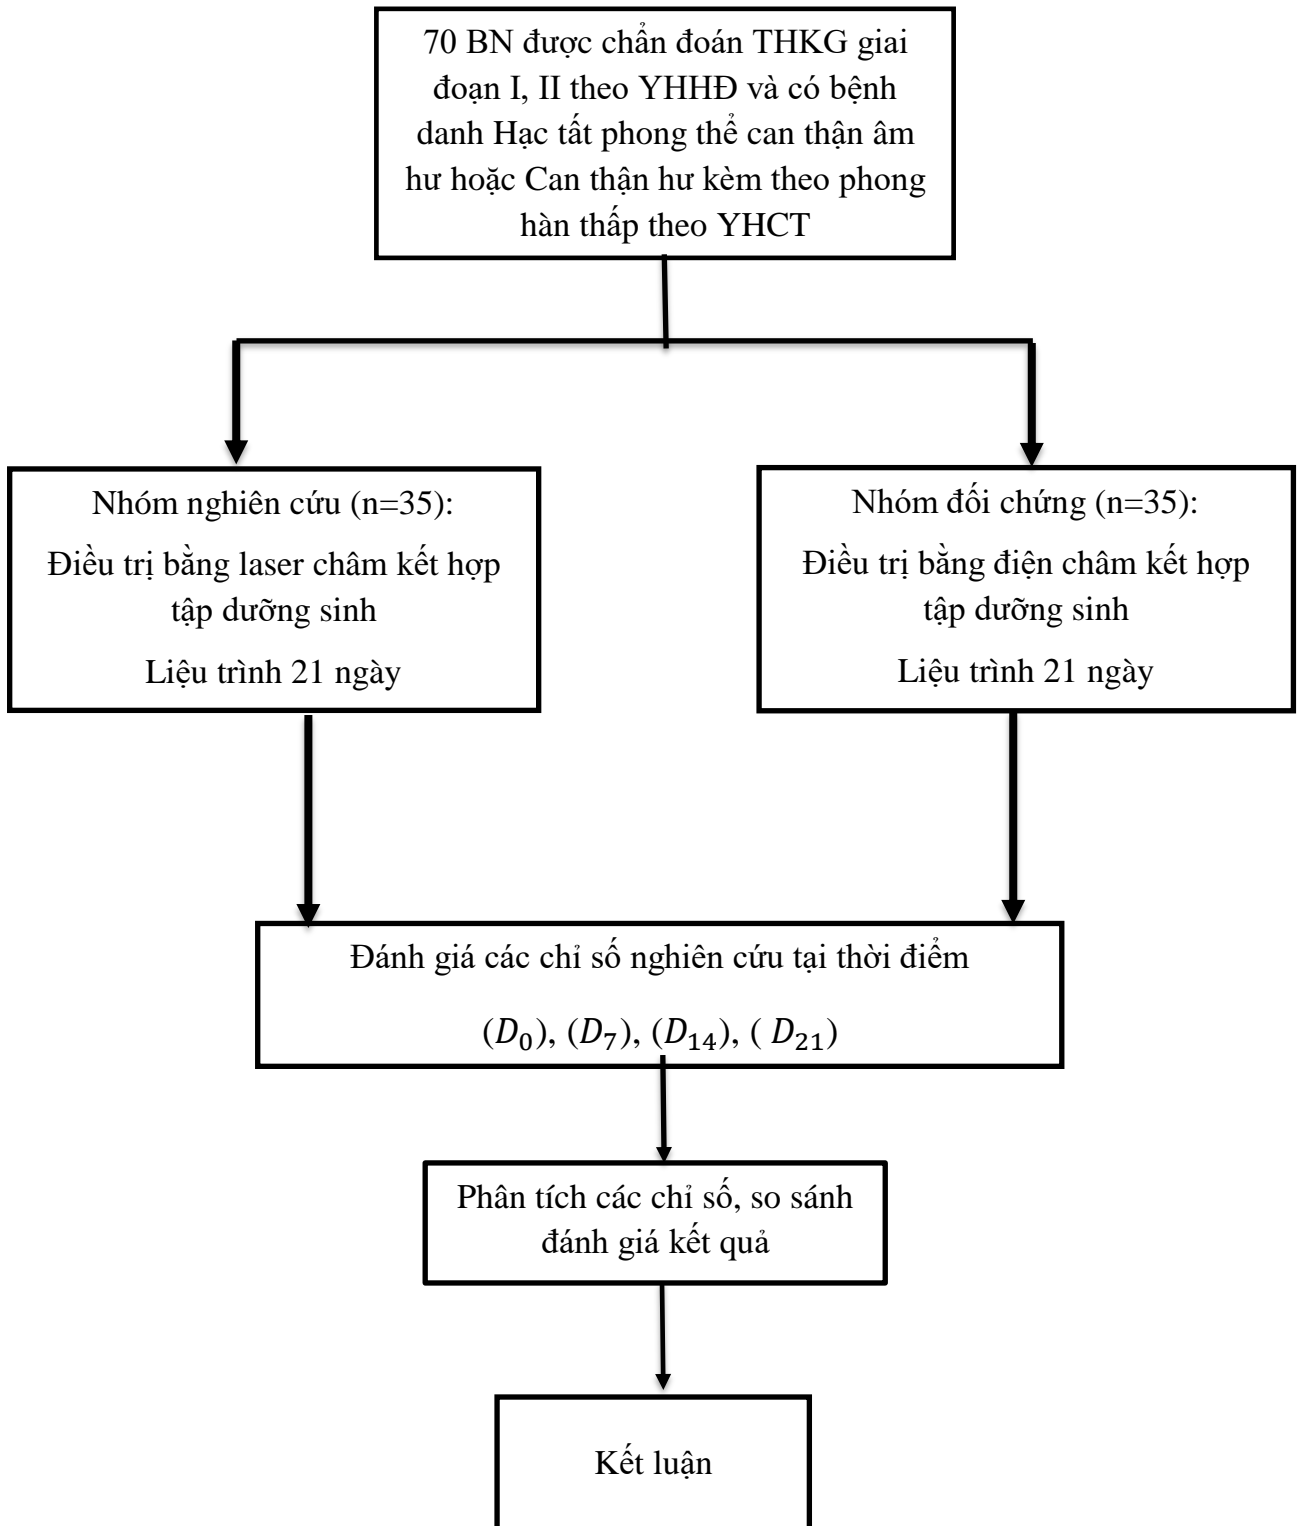 70 BN được chẩn đoán THKG giai
đoạn I, II theo YHHĐ và có bệnh
danh Hạc tất phong thể can thận âm
hư hoặc Can thận hư kèm theo phong
hàn thấp theo YHCT
Nhóm nghiên cứu (n=35):
Điều trị bằng laser châm kết hợp
tập dưỡng sinh
Liệu trình 21 ngày
Nhóm đối chứng (n=35):
Điều trị bằng điện châm kết hợp
tập dưỡng sinh
Liệu trình 21 ngày
Đánh giá các chỉ số nghiên cứu tại thời điểm
(D₀), (D₇), (D₁₄), ( D₂₁)
Phân tích các chỉ số, so sánh
đánh giá kết quả
Kết luận